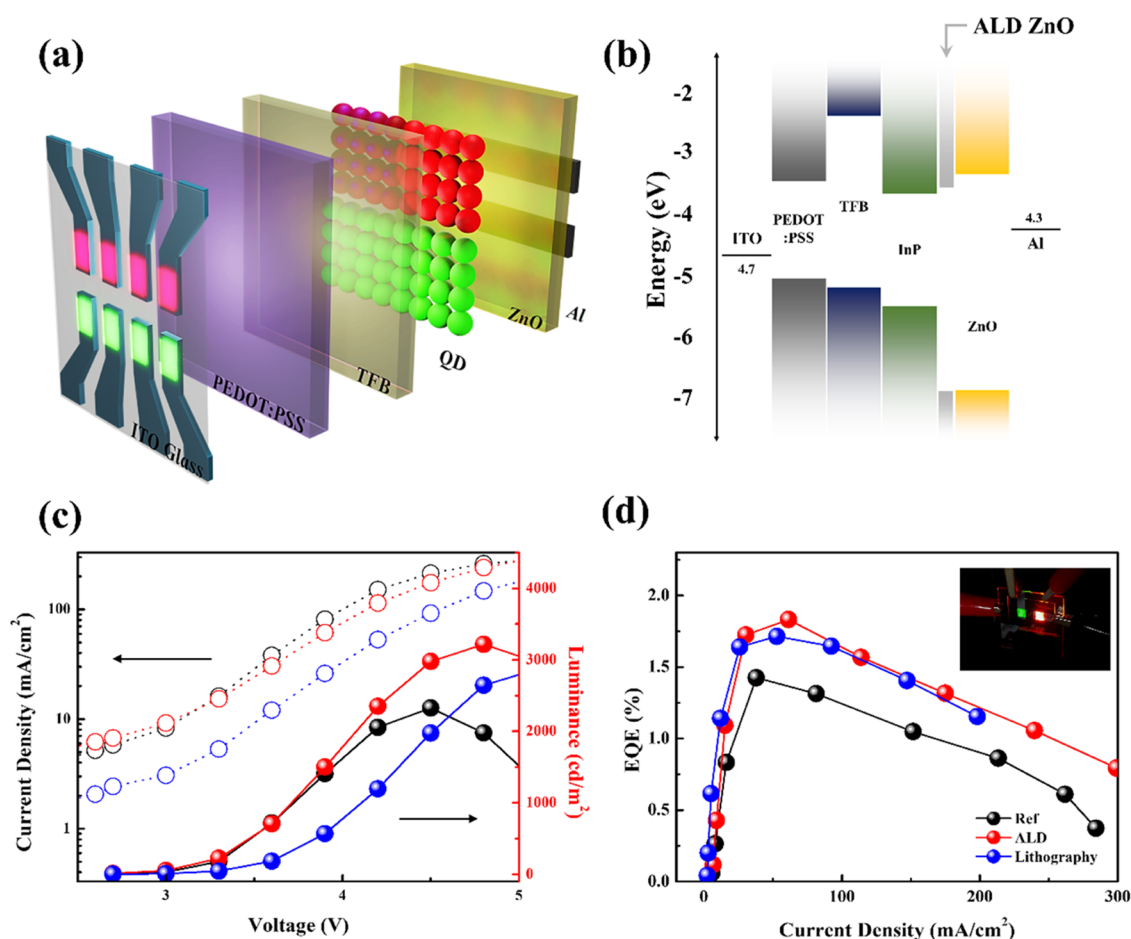 (a)
ITO Glass
PEDOT:PSS
TFB
QD
ZnO
Al
(b)
ALD ZnO
Energy (eV)
-2
-3
-4
-5
-6
-7
ITO
4.7
PEDOT
:PSS
TFB
InP
ZnO
4.3
Al
(c)
Current Density (mA/cm²)
100
10
1
3
4
5
Voltage (V)
4000
3000
2000
1000
0
Luminance (cd/m²)
(d)
EQE (%)
2.0
1.5
1.0
0.5
0.0
0
100
200
300
Current Density (mA/cm²)
Ref
ALD
Lithography